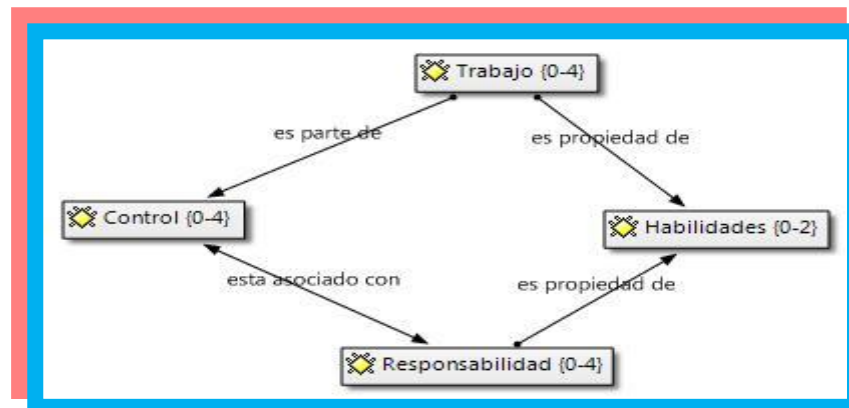 Trabajo {0-4}
es parte de
es propiedad de
Control {0-4}
Habilidades {0-2}
esta asociado con
es propiedad de
Responsabilidad {0-4}